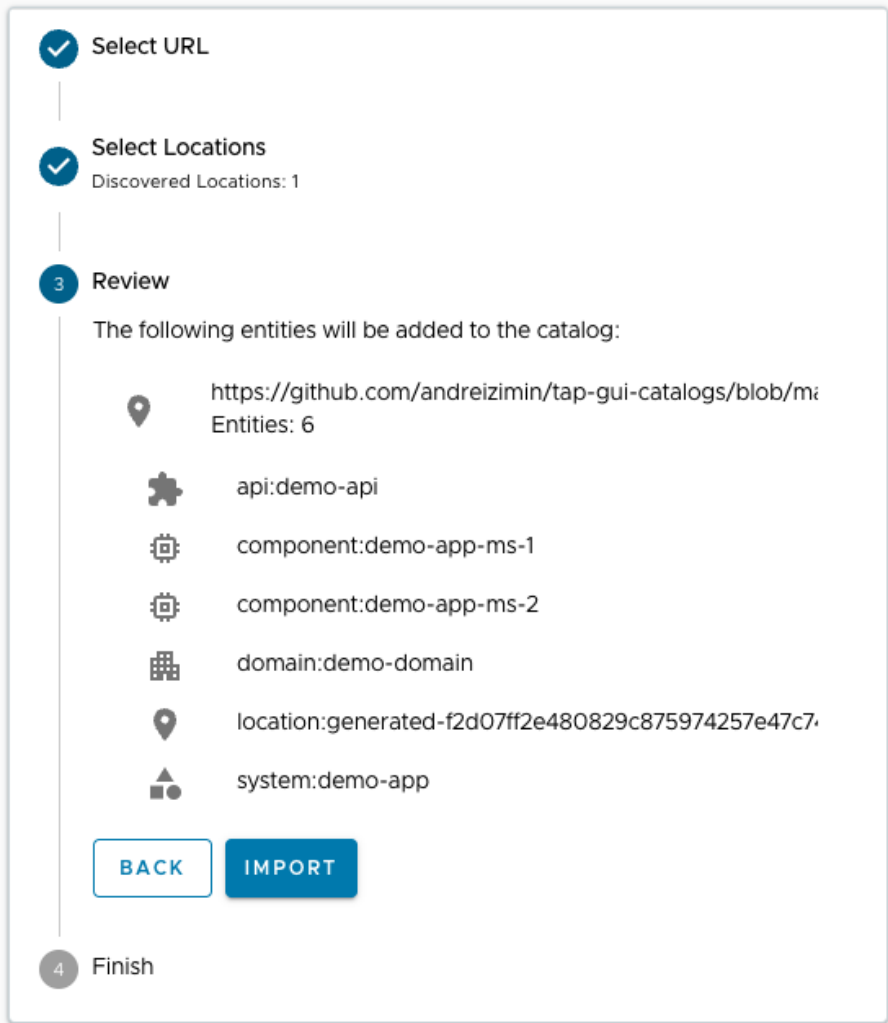 Select URL
Select Locations
Discovered Locations: 1
3
Review
The following entities will be added to the catalog:
https://github.com/andreizimin/tap-gui-catalogs/blob/ma
Entities: 6
api:demo-api
component:demo-app-ms-1
component:demo-app-ms-2
domain:demo-domain
location:generated-f2d07ff2e480829c875974257e47c74
system:demo-app
BACK IMPORT
4
Finish